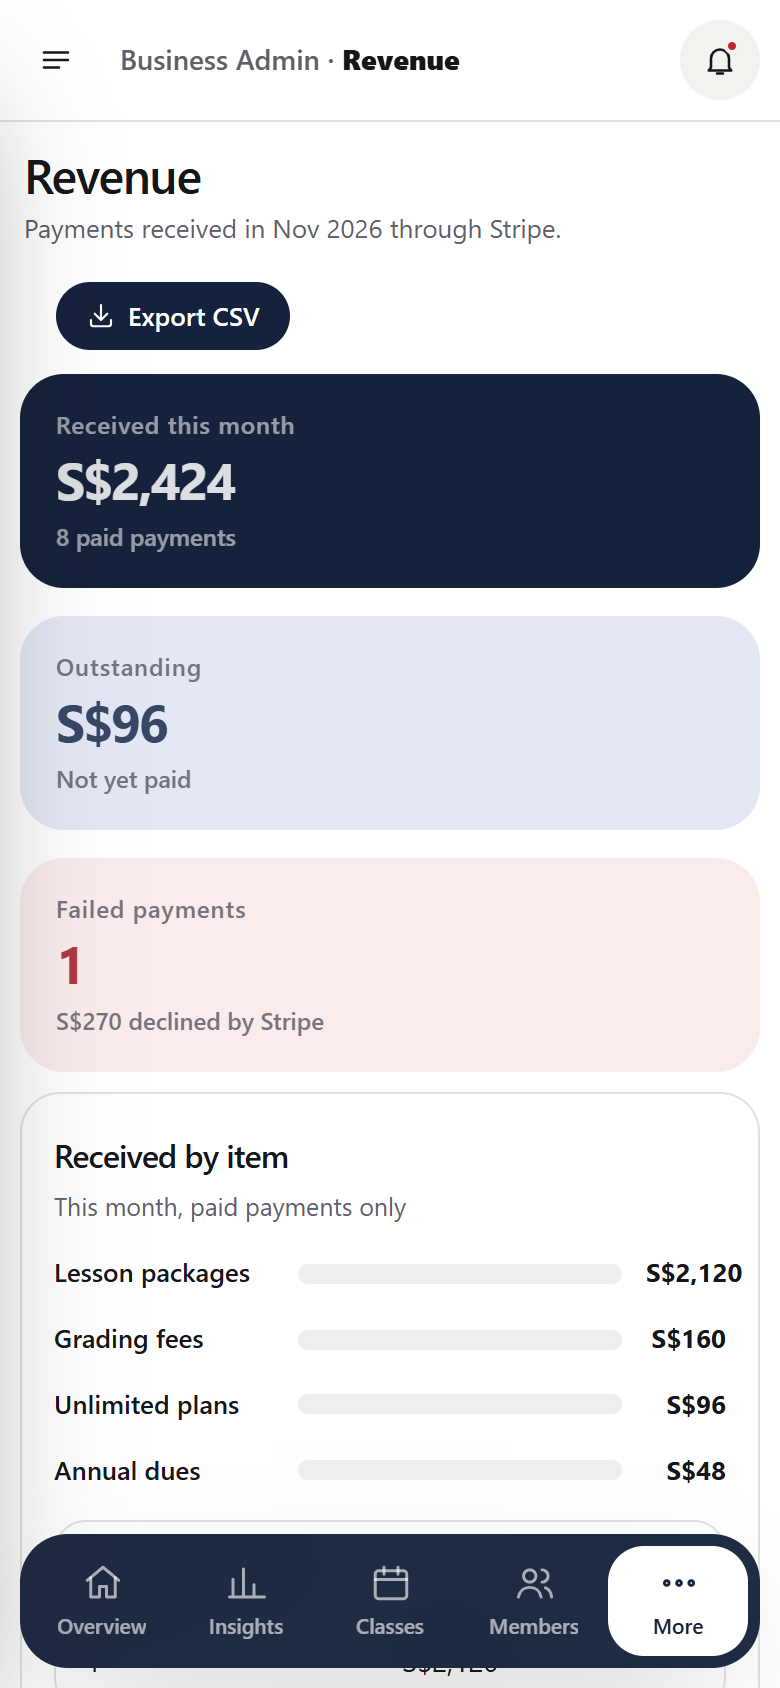 Business Admin · Revenue
Revenue
Payments received in Nov 2026 through Stripe.
Export CSV
Received this month
S$2,424
8 paid payments
Outstanding
S$96
Not yet paid
Failed payments
1
S$270 declined by Stripe
Received by item
This month, paid payments only
Lesson packages S$2,120
Grading fees S$160
Unlimited plans S$96
Annual dues S$48
Overview Insights Classes Members More